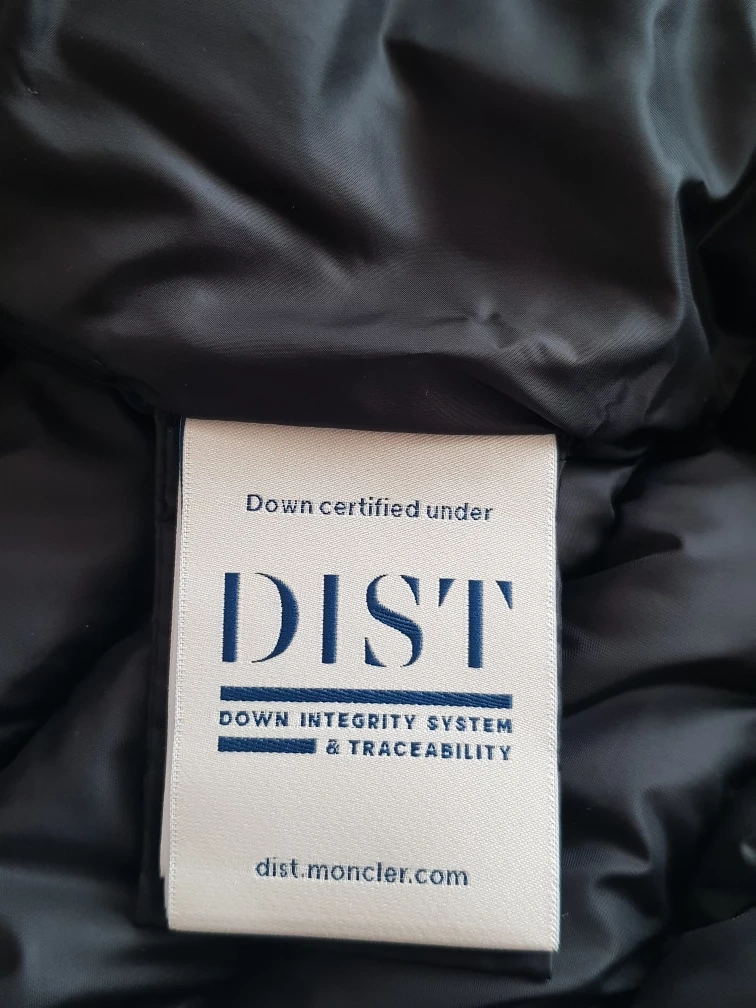 Down certified under
DIST
DOWN INTEGRITY SYSTEM
& TRACEABILITY
dist.moncler.com